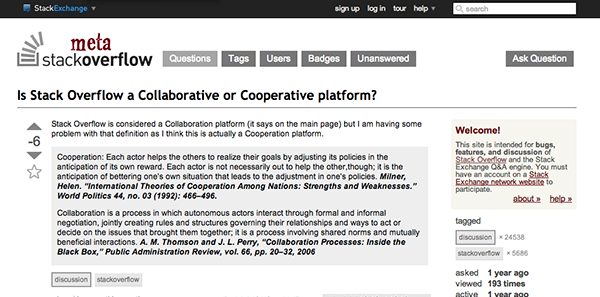 StackExchange sign up log in tour help search
meta
stackoverflow
Questions Tags Users Badges Unanswered Ask Question
Is Stack Overflow a Collaborative or Cooperative platform?
-6
Stack Overflow is considered a Collaboration platform (it says on the main page) but I am having some
problem with that definition as I think this is actually a Cooperation platform.
Cooperation: Each actor helps the others to realize their goals by adjusting its policies in the
anticipation of its own reward. Each actor is not necessarily out to help the other,though; it is the
anticipation of bettering one's own situation that leads to the adjustment in one's policies. Milner,
Helen. "International Theories of Cooperation Among Nations: Strengths and Weaknesses."
World Politics 44, no. 03 (1992): 466–496.
Collaboration is a process in which autonomous actors interact through formal and informal
negotiation, jointly creating rules and structures governing their relationships and ways to act or
decide on the issues that brought them together; it is a process involving shared norms and mutually
beneficial interactions. A. M. Thomson and J. L. Perry, "Collaboration Processes: Inside the
Black Box," Public Administration Review, vol. 66, pp. 20–32, 2006
discussion stackoverflow
Welcome!
This site is intended for bugs,
features, and discussion of
Stack Overflow and the Stack
Exchange Q&A engine. You must
have an account on a Stack
Exchange network website to
participate.
about » help »
tagged
discussion × 24538
stackoverflow × 5686
asked 1 year ago
viewed 193 times
active 1 year ago